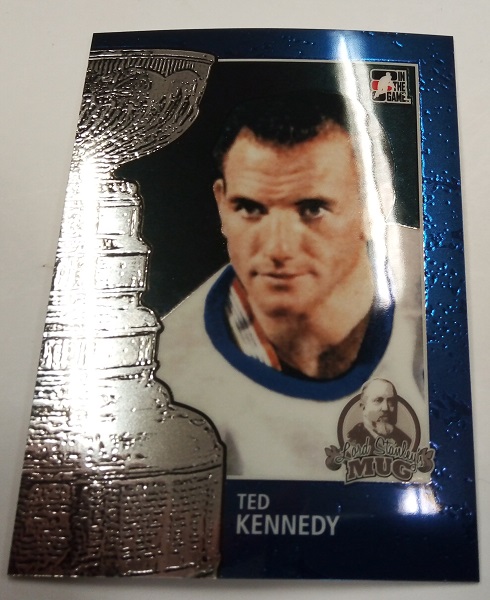 IN
THE
GAME
Lord Stanley's
MUG
TED
KENNEDY